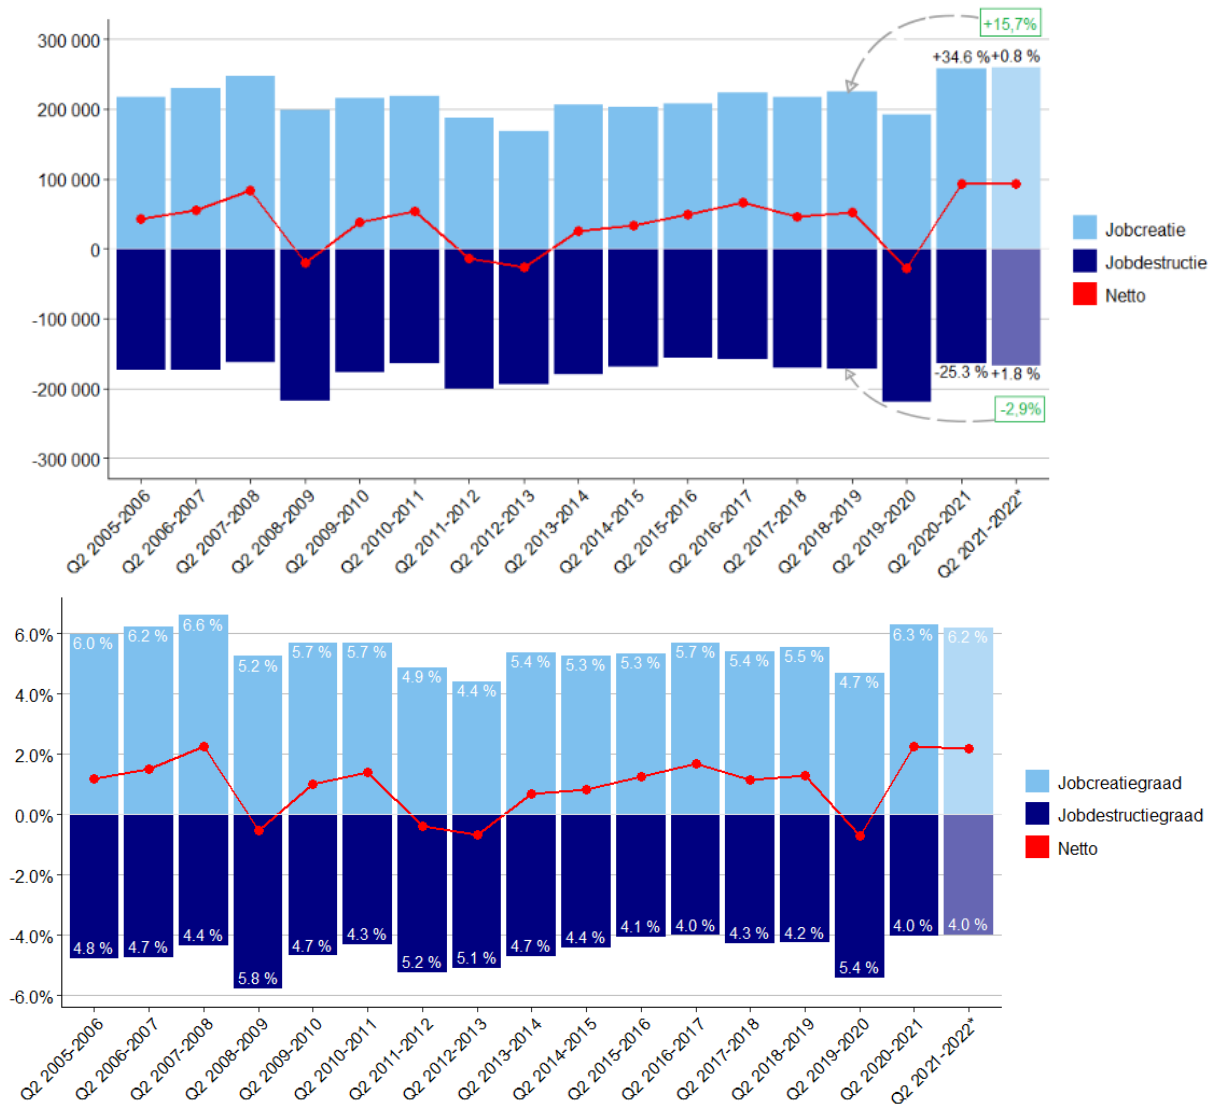 +15,7%
300 000
+34.6 % +0.8 %
200 000
100 000
0
-100 000
-200 000
-300 000
-25.3 % +1.8 %
-2,9%
Jobcreatie
Jobdestructie
Netto
Q2 2005-2006
Q2 2006-2007
Q2 2007-2008
Q2 2008-2009
Q2 2009-2010
Q2 2010-2011
Q2 2011-2012
Q2 2012-2013
Q2 2013-2014
Q2 2014-2015
Q2 2015-2016
Q2 2016-2017
Q2 2017-2018
Q2 2018-2019
Q2 2019-2020
Q2 2020-2021
Q2 2021-2022*
6.0%
4.0%
2.0%
0.0%
-2.0%
-4.0%
-6.0%
6.0 % 6.2 % 6.6 % 5.2 % 5.7 % 5.7 % 4.9 % 4.4 % 5.4 % 5.3 % 5.3 % 5.7 % 5.4 % 5.5 % 4.7 % 6.3 % 6.2 %
4.8 % 4.7 % 4.4 % 5.8 % 4.7 % 4.3 % 5.2 % 5.1 % 4.7 % 4.4 % 4.1 % 4.0 % 4.3 % 4.2 % 5.4 % 4.0 % 4.0 %
Jobcreatiegraad
Jobdestructiegraad
Netto
Q2 2005-2006
Q2 2006-2007
Q2 2007-2008
Q2 2008-2009
Q2 2009-2010
Q2 2010-2011
Q2 2011-2012
Q2 2012-2013
Q2 2013-2014
Q2 2014-2015
Q2 2015-2016
Q2 2016-2017
Q2 2017-2018
Q2 2018-2019
Q2 2019-2020
Q2 2020-2021
Q2 2021-2022*